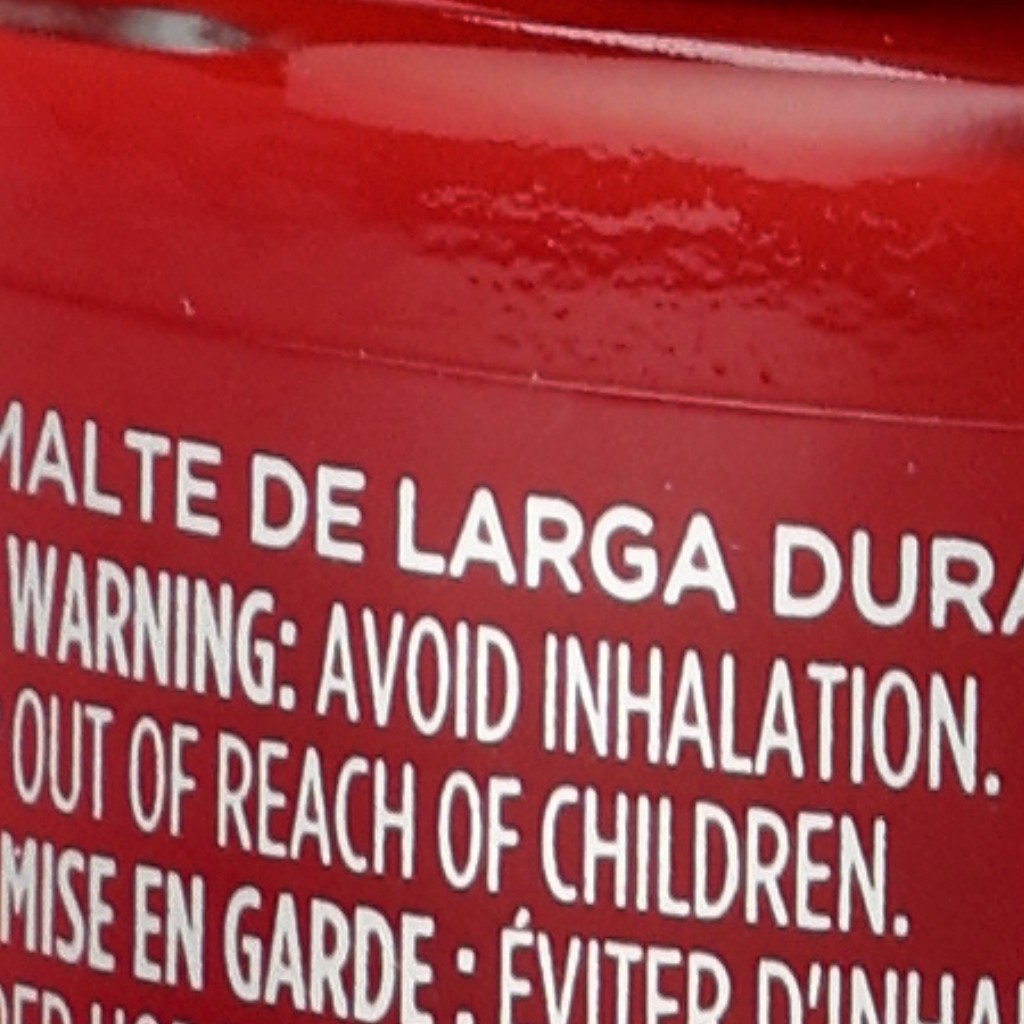 MALTE DE LARGA DURA
WARNING: AVOID INHALATION.
OUT OF REACH OF CHILDREN.
MISE EN GARDE : ÉVITER D'INHA